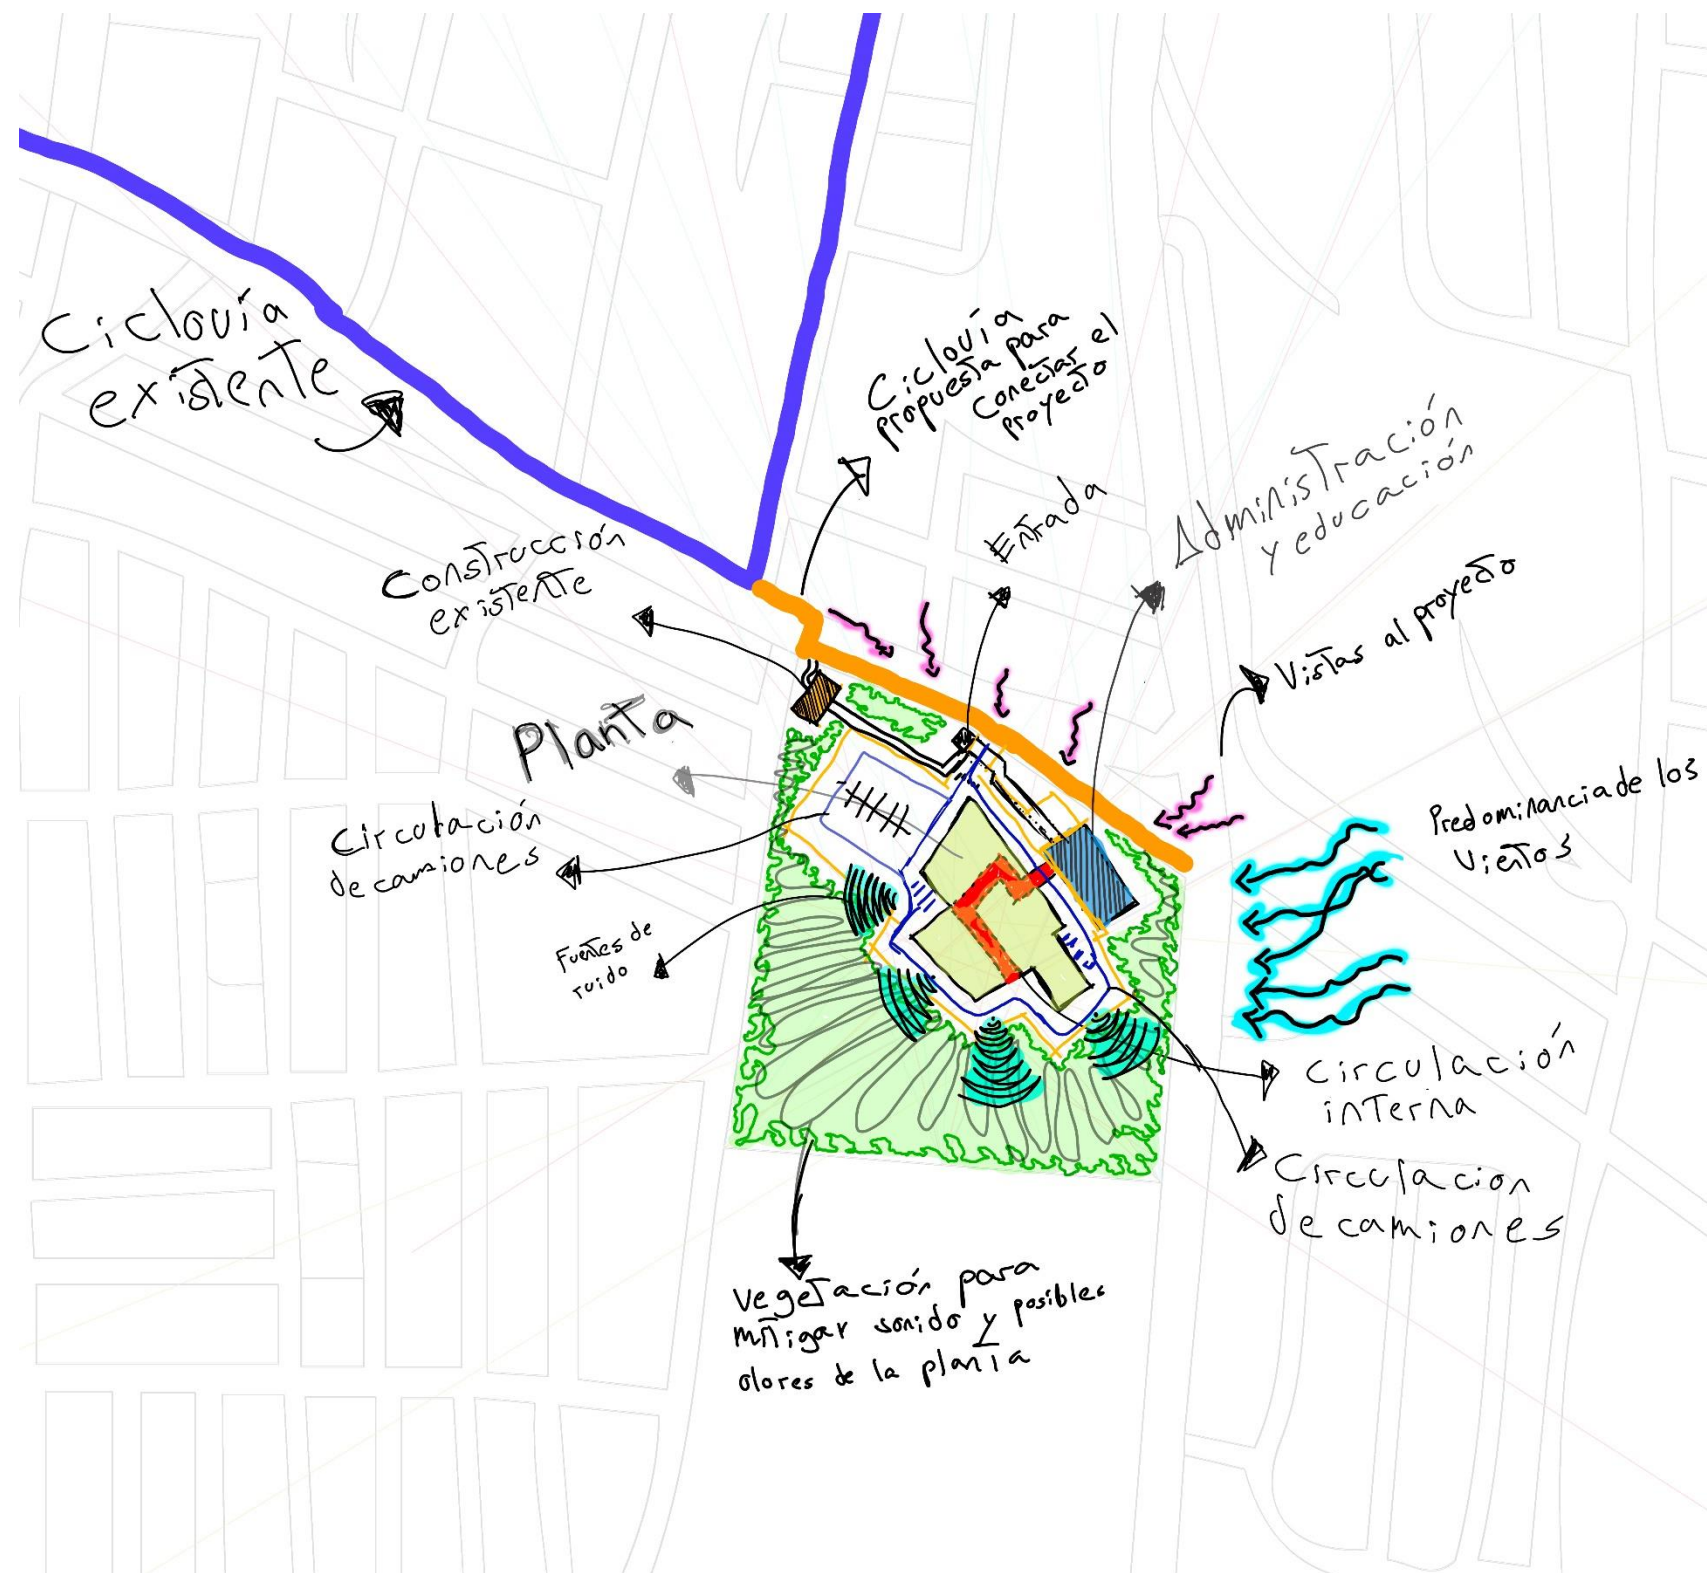 Ciclovía
existente
Ciclovía
propuesta para
conectar el
proyecto
Entrada
Administración
y educación
Construcción
existente
Vistas al proyecto
Planta
Predominancia de los
vientos
Circulación
de camiones
Fuentes de
ruido
Circulación
interna
Circulacion
de camiones
Vegetación para
mitigar sonido y posibles
olores de la planta